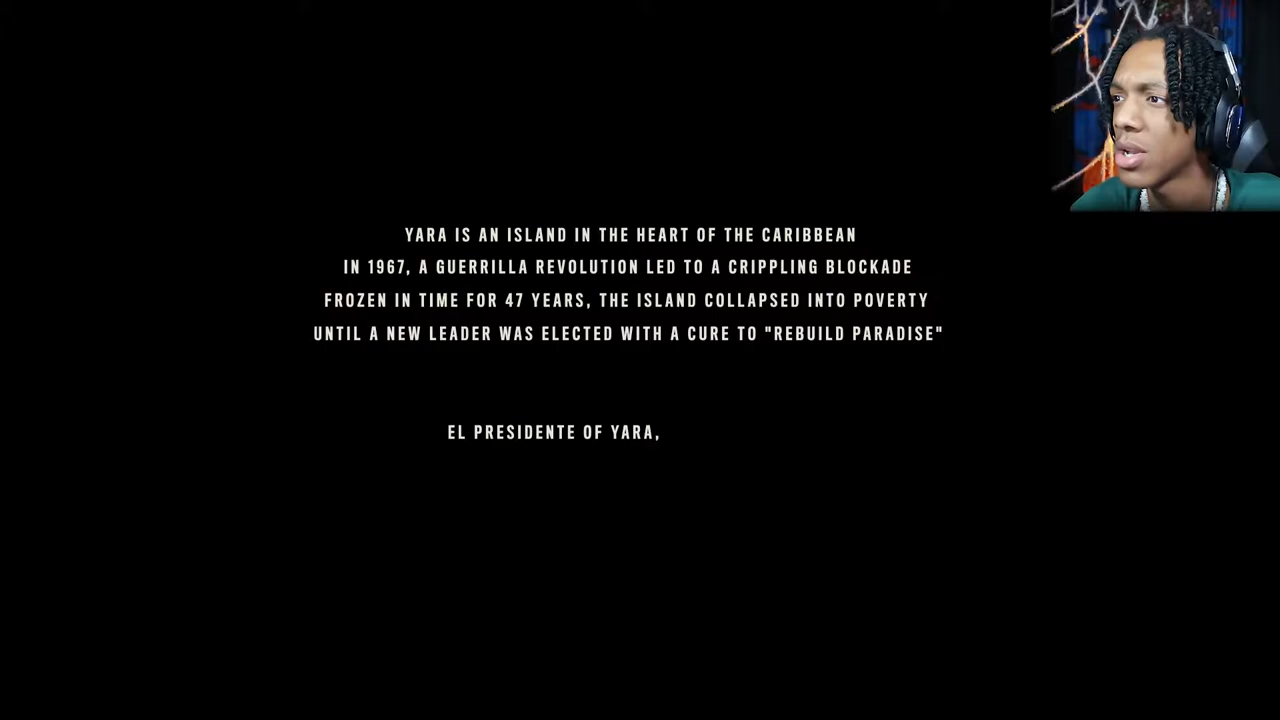 YARA IS AN ISLAND IN THE HEART OF THE CARIBBEAN
IN 1967, A GUERRILLA REVOLUTION LED TO A CRIPPLING BLOCKADE
FROZEN IN TIME FOR 47 YEARS, THE ISLAND COLLAPSED INTO POVERTY
UNTIL A NEW LEADER WAS ELECTED WITH A CURE TO "REBUILD PARADISE"
EL PRESIDENTE OF YARA,